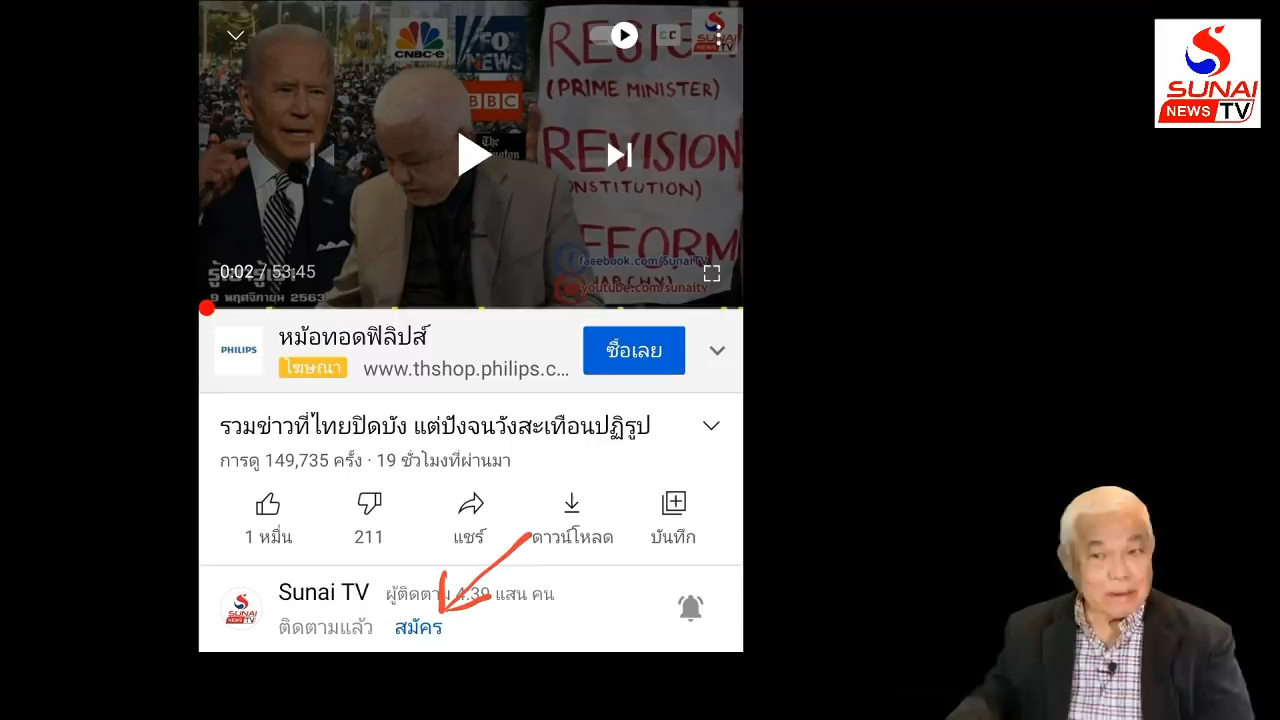 CNBC-e
FOX
NEWS
BBC
The
SUNAI
NEWS TV
RESIGN
(PRIME MINISTER)
REVISION
ONSTITUTION)
EFORM
facebook.com/SunaiTV
youtube.com/sunaitv
0:02 / 53:45
9 พฤศจิกายน 2563
PHILIPS
หม้อทอดฟิลิปส์
โฆษณา www.thshop.philips.c...
ซื้อเลย
รวมข่าวที่ไทยปิดบัง แต่ปังจนวังสะเทือนปฏิรูป
การดู 149,735 ครั้ง · 19 ชั่วโมงที่ผ่านมา
1 หมื่น 211 แชร์ ดาวน์โหลด บันทึก
Sunai TV ผู้ติดตาม 4.39 แสน คน
ติดตามแล้ว สมัคร
SUNAI
NEWS TV